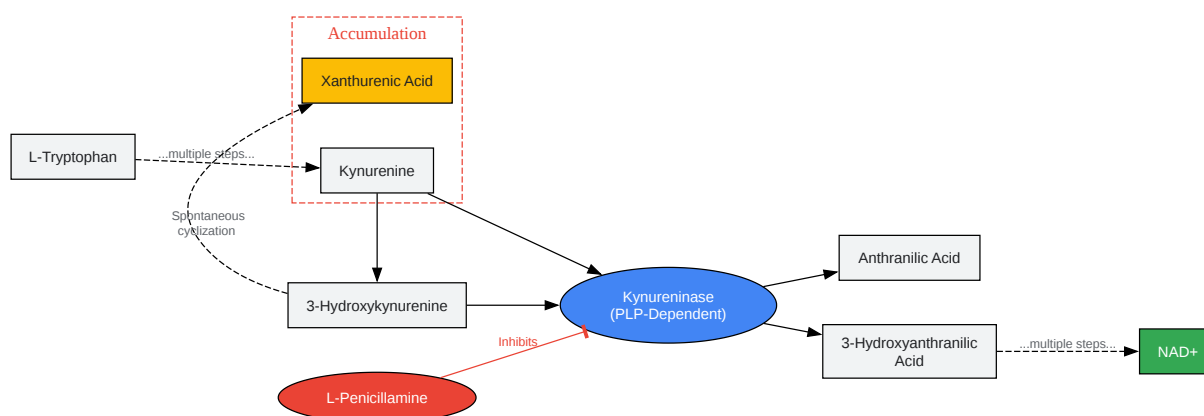 Accumulation
Xanthurenic Acid
L-Tryptophan
...multiple steps...
Kynurenine
Spontaneous
cyclization
3-Hydroxykynurenine
Kynureninase
(PLP-Dependent)
Anthranilic Acid
3-Hydroxyanthranilic
Acid
...multiple steps...
NAD+
Inhibits
L-Penicillamine